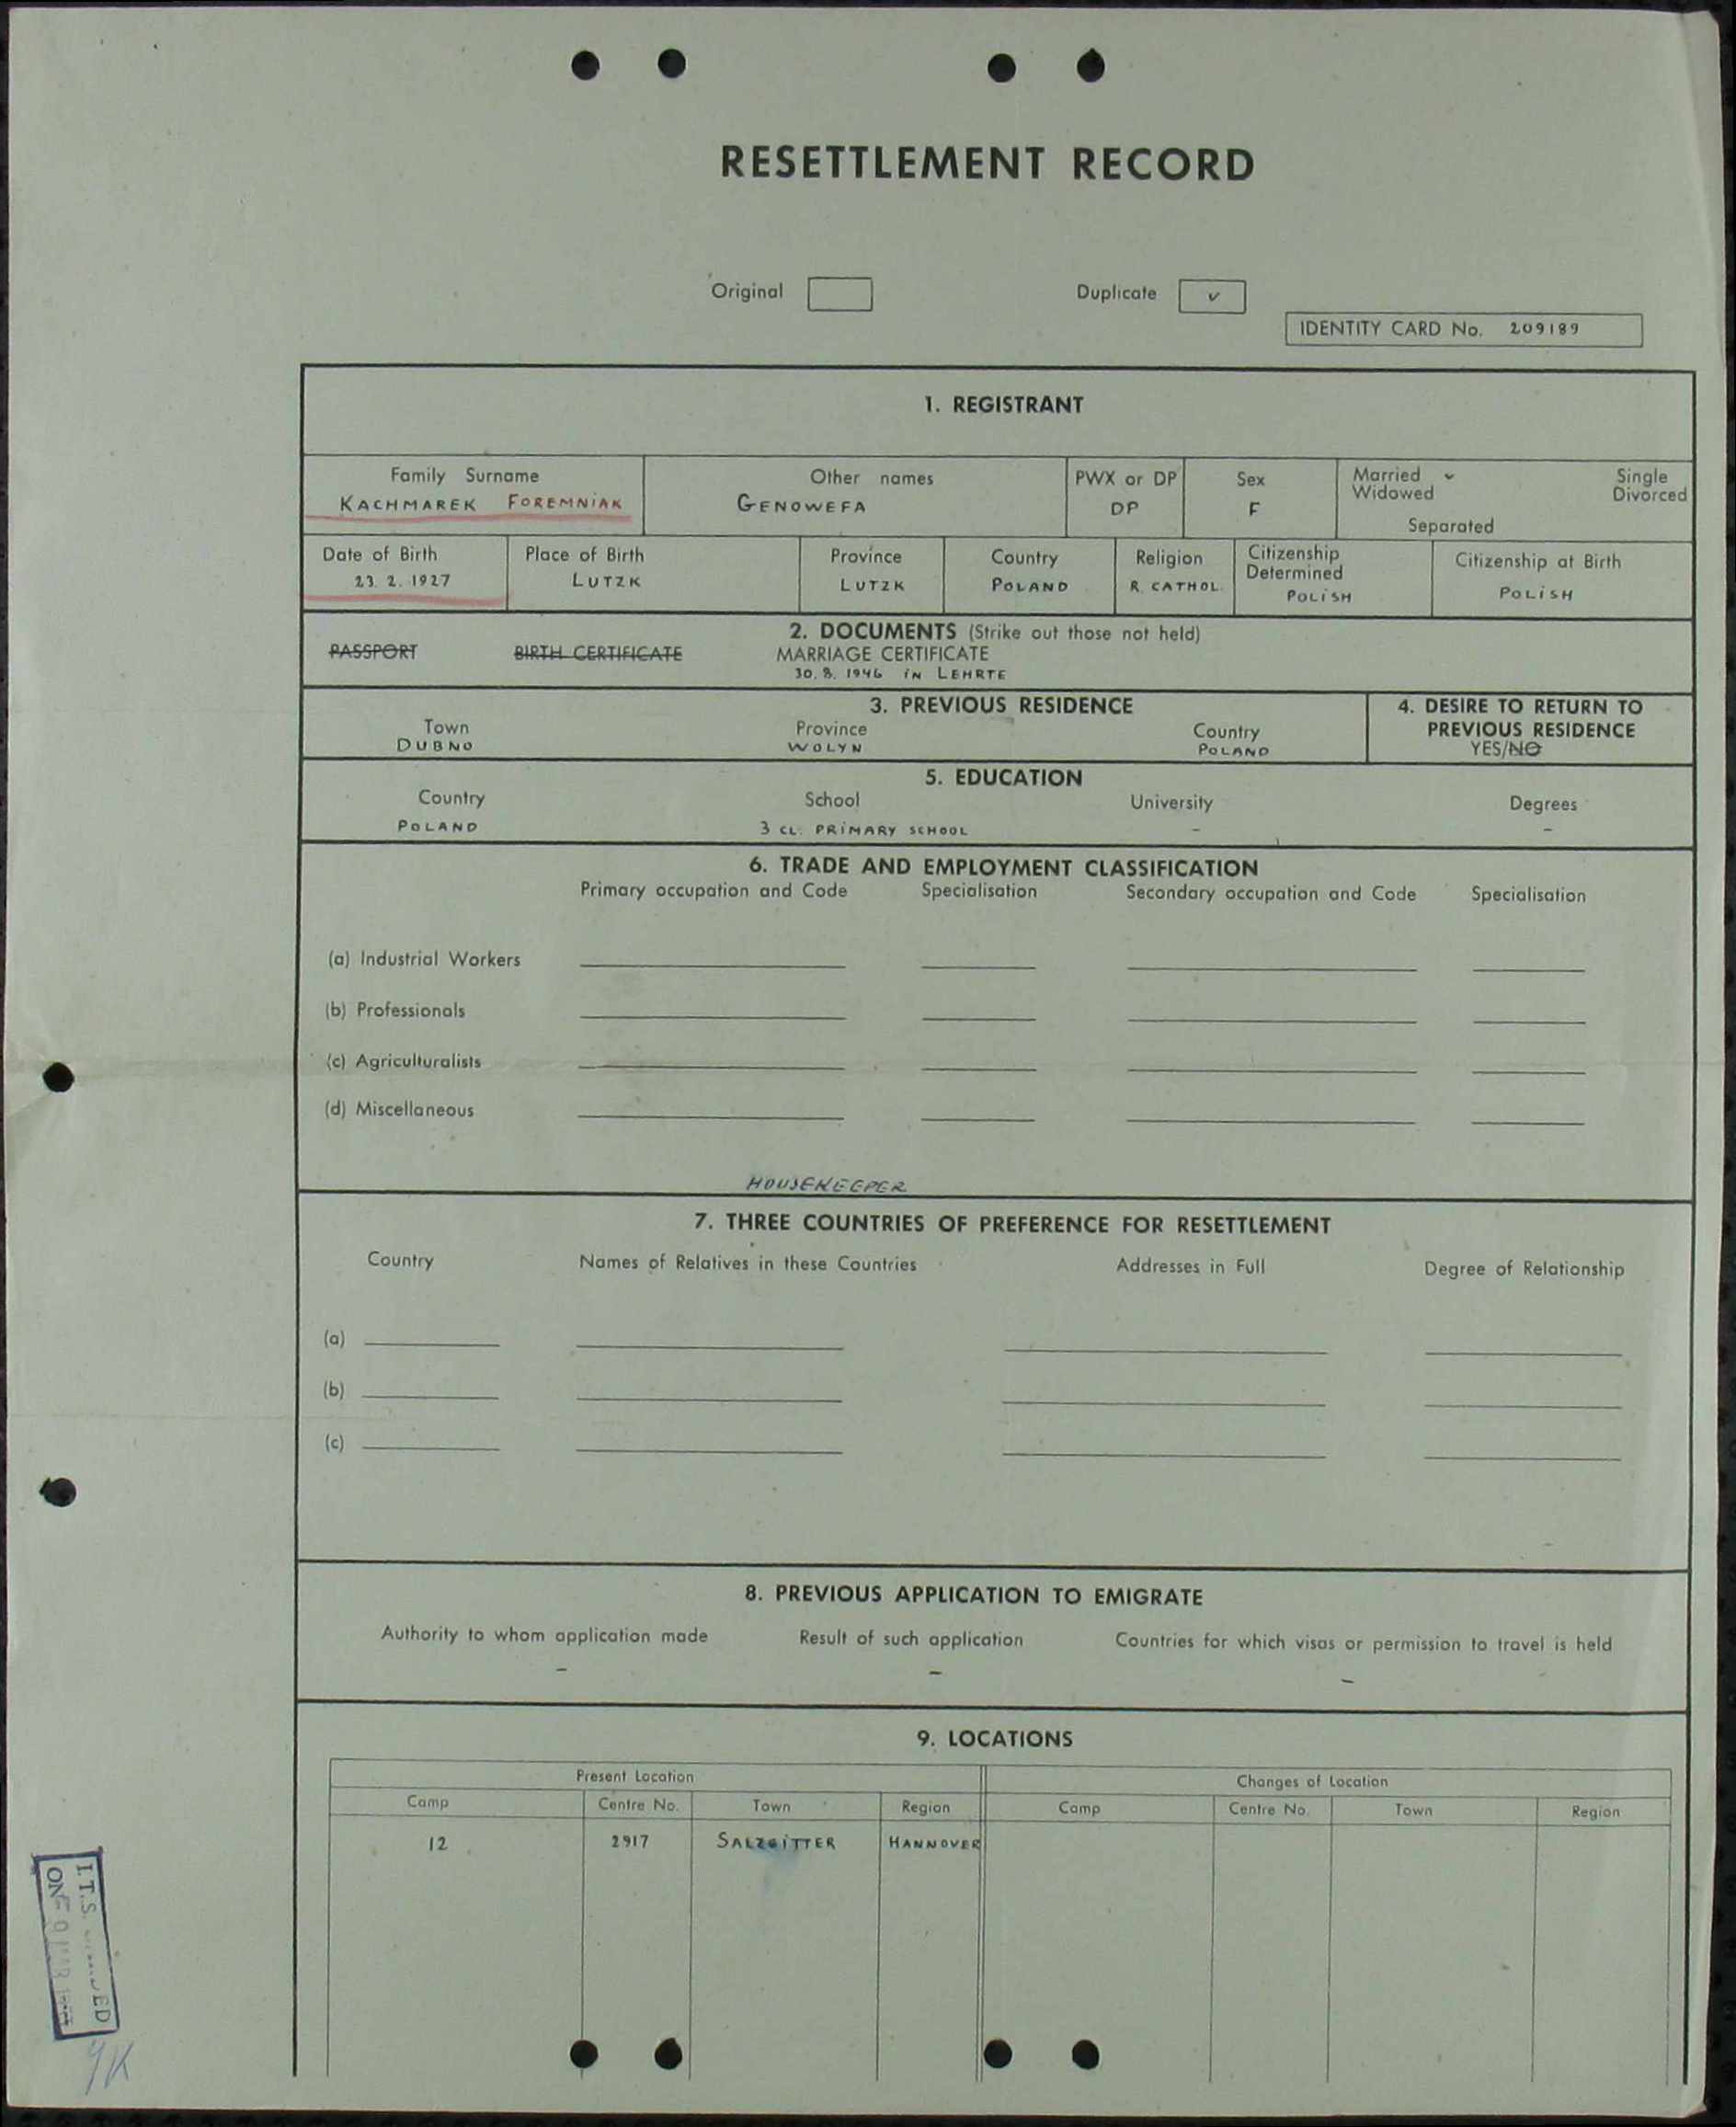 RESETTLEMENT RECORD
Original
Duplicate v
IDENTITY CARD No. 209189
1. REGISTRANT
Family Surname Other names PWX or DP Sex Married v Single
Widowed Divorced
Separated
KACHMAREK FOREMNIAK GENOWEFA DP F
Date of Birth Place of Birth Province Country Religion Citizenship Determined Citizenship at Birth
23. 2. 1927 LUTZK LUTZK POLAND R. CATHOL. POLISH POLISH
2. DOCUMENTS (Strike out those not held)
PASSPORT BIRTH CERTIFICATE MARRIAGE CERTIFICATE
30. 8. 1946 IN LEHRTE
3. PREVIOUS RESIDENCE
Town Province Country
DUBNO WOLYN POLAND
4. DESIRE TO RETURN TO
PREVIOUS RESIDENCE
YES/NO
5. EDUCATION
Country School University Degrees
POLAND 3 CL. PRIMARY SCHOOL - -
6. TRADE AND EMPLOYMENT CLASSIFICATION
Primary occupation and Code Specialisation Secondary occupation and Code Specialisation
(a) Industrial Workers
(b) Professionals
(c) Agriculturalists
(d) Miscellaneous
HOUSEKEEPER
7. THREE COUNTRIES OF PREFERENCE FOR RESETTLEMENT
Country Names of Relatives in these Countries Addresses in Full Degree of Relationship
(a)
(b)
(c)
8. PREVIOUS APPLICATION TO EMIGRATE
Authority to whom application made Result of such application Countries for which visas or permission to travel is held
- - -
9. LOCATIONS
Present Location Changes of Location
Camp Centre No. Town Region Camp Centre No. Town Region
12 2917 SALZGITTER HANNOVER
I.T.S.
ON